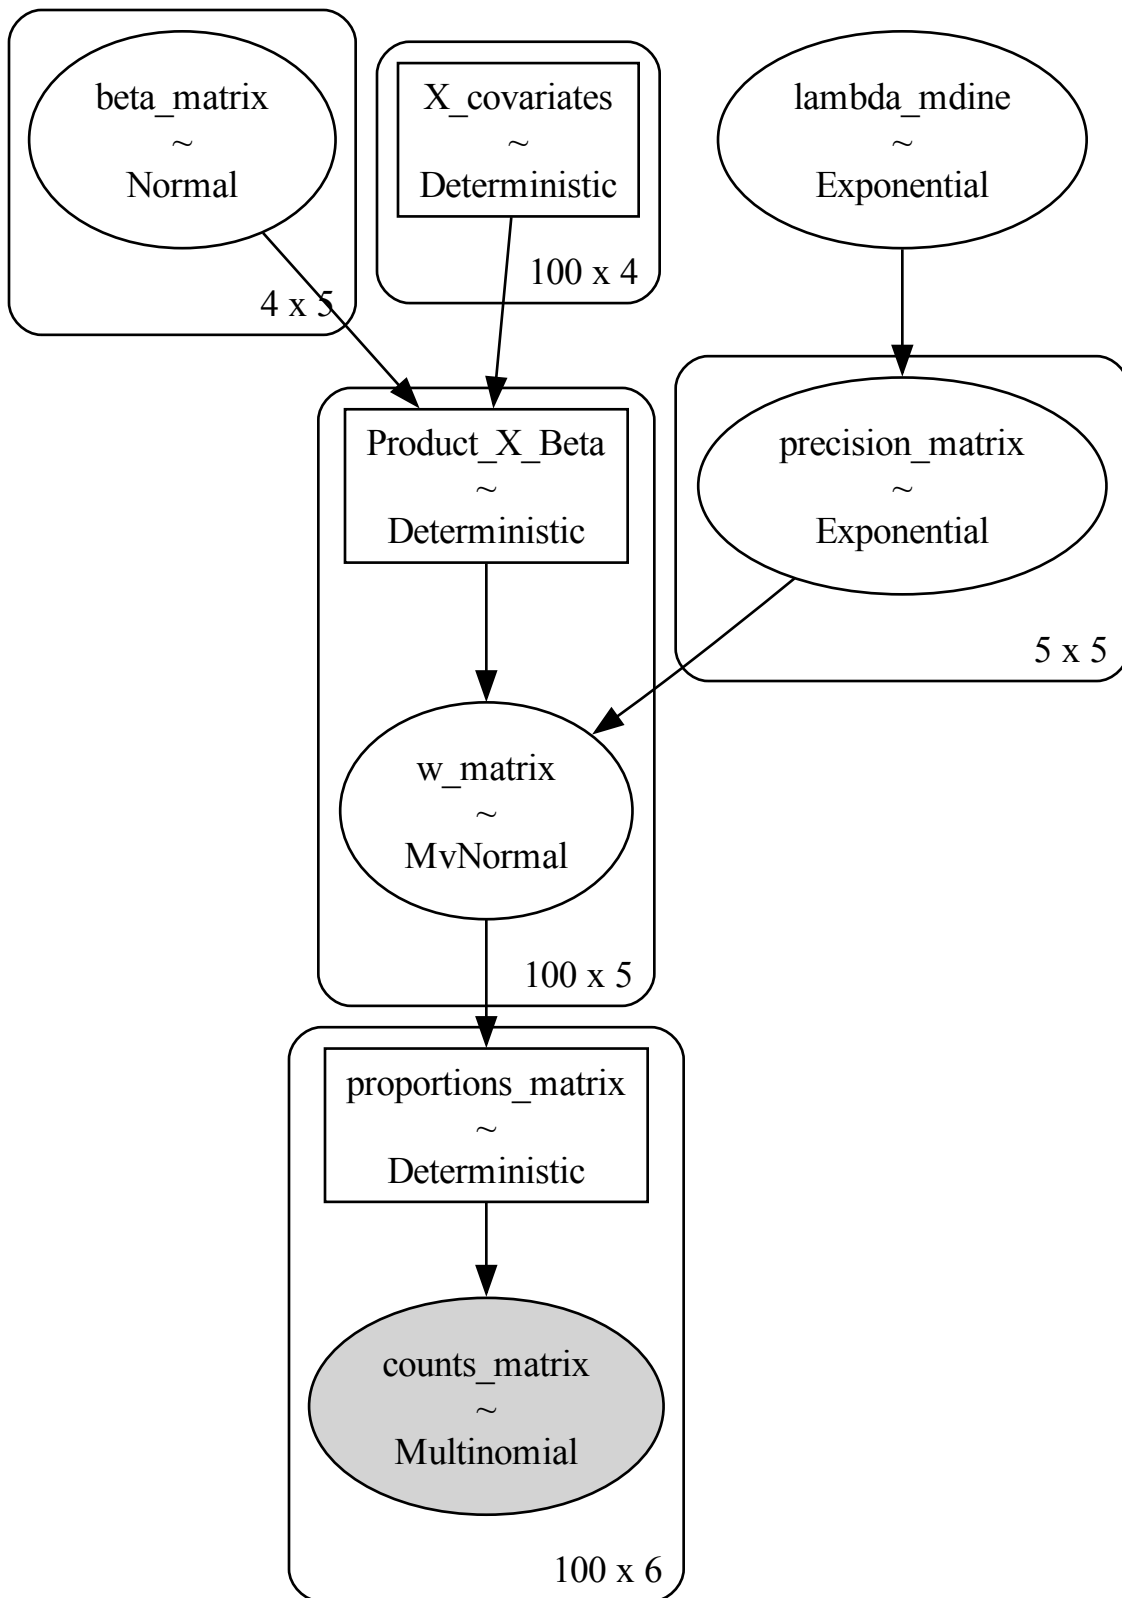 beta_matrix
~
Normal
4 x 5
X_covariates
~
Deterministic
100 x 4
lambda_mdine
~
Exponential
Product_X_Beta
~
Deterministic
precision_matrix
~
Exponential
5 x 5
w_matrix
~
MvNormal
100 x 5
proportions_matrix
~
Deterministic
counts_matrix
~
Multinomial
100 x 6